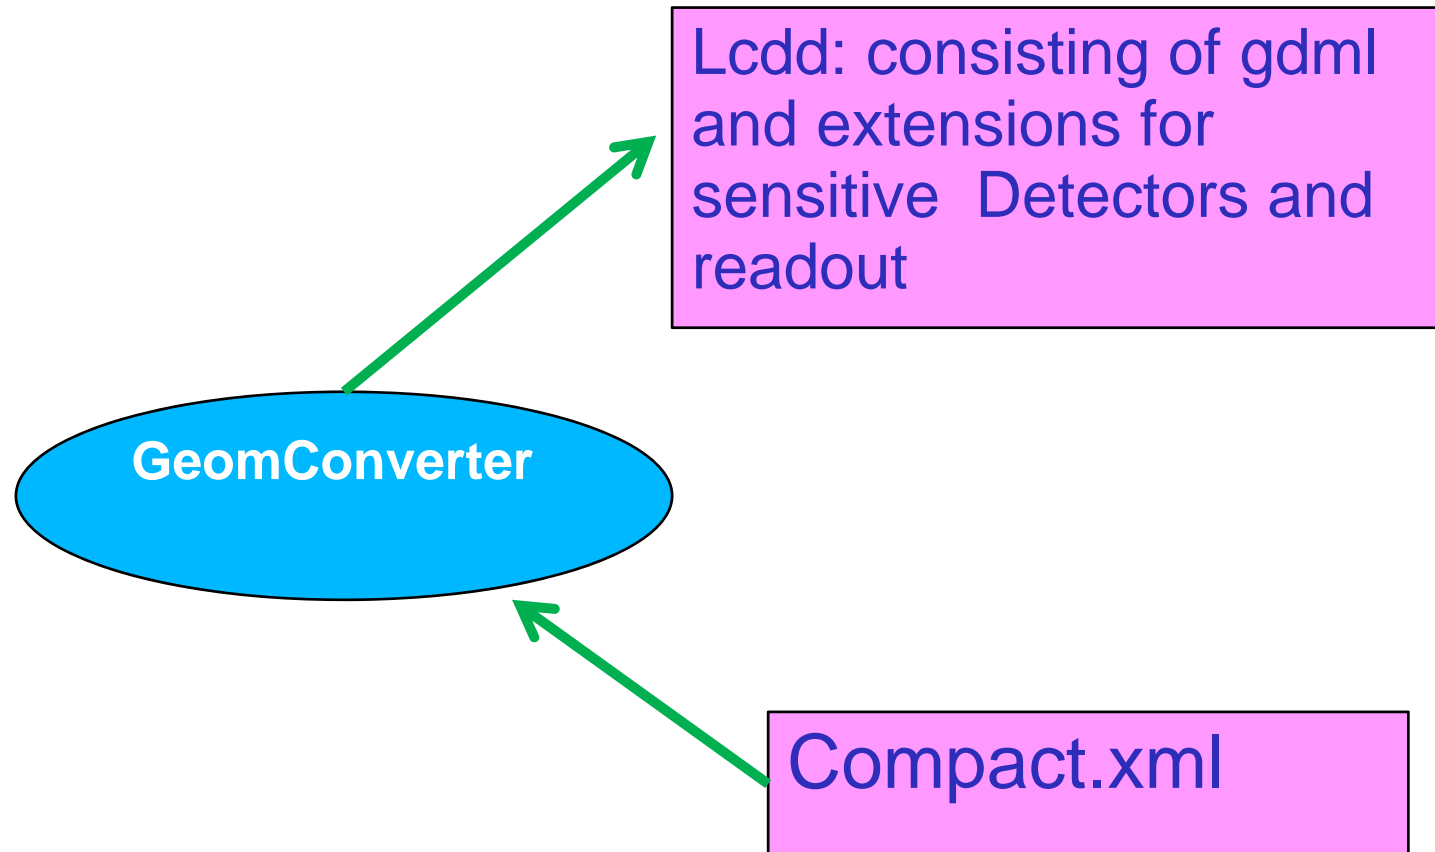 Lcdd: consisting of gdml
and extensions for
sensitive  Detectors and
readout
GeomConverter
Compact.xml